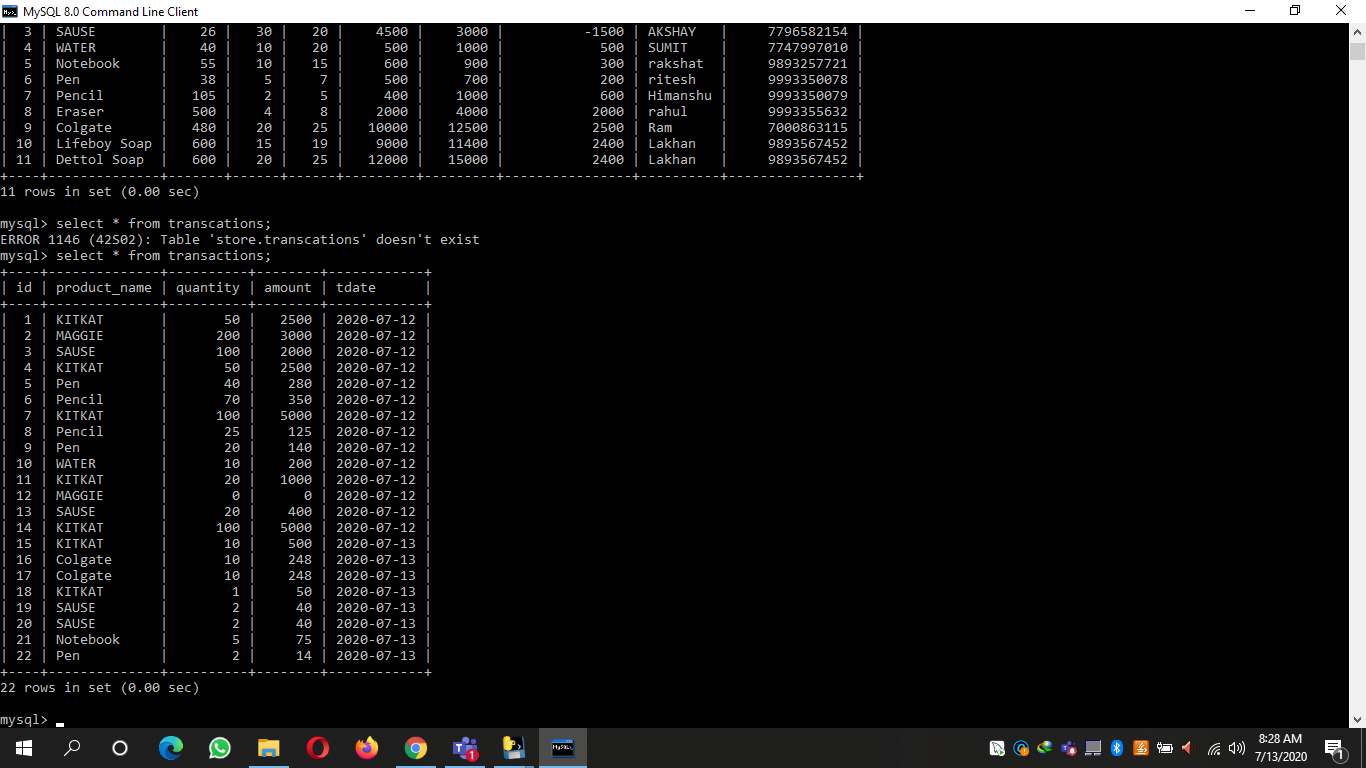 MySQL 8.0 Command Line Client
|  3 | SAUSE        |    26 |   30 |   20 |    4500 |    3000 |          -1500 | AKSHAY   |     7796582154 |
|  4 | WATER        |    40 |   10 |   20 |     500 |    1000 |            500 | SUMIT    |     7747997010 |
|  5 | Notebook     |    55 |   10 |   15 |     600 |     900 |            300 | rakshat  |     9893257721 |
|  6 | Pen          |    38 |    5 |    7 |     500 |     700 |            200 | ritesh   |     9993350078 |
|  7 | Pencil       |   105 |    2 |    5 |     400 |    1000 |            600 | Himanshu |     9993350079 |
|  8 | Eraser       |   500 |    4 |    8 |    2000 |    4000 |           2000 | rahul    |     9993355632 |
|  9 | Colgate      |   480 |   20 |   25 |   10000 |   12500 |           2500 | Ram      |     7000863115 |
| 10 | Lifeboy Soap |   600 |   15 |   19 |    9000 |   11400 |           2400 | Lakhan   |     9893567452 |
| 11 | Dettol Soap  |   600 |   20 |   25 |   12000 |   15000 |           2400 | Lakhan   |     9893567452 |
+----+--------------+-------+------+------+---------+---------+----------------+----------+----------------+
11 rows in set (0.00 sec)
mysql> select * from transcations;
ERROR 1146 (42S02): Table 'store.transcations' doesn't exist
mysql> select * from transactions;
+----+--------------+----------+--------+------------+
| id | product_name | quantity | amount | tdate      |
+----+--------------+----------+--------+------------+
|  1 | KITKAT       |       50 |   2500 | 2020-07-12 |
|  2 | MAGGIE       |      200 |   3000 | 2020-07-12 |
|  3 | SAUSE        |      100 |   2000 | 2020-07-12 |
|  4 | KITKAT       |       50 |   2500 | 2020-07-12 |
|  5 | Pen          |       40 |    280 | 2020-07-12 |
|  6 | Pencil       |       70 |    350 | 2020-07-12 |
|  7 | KITKAT       |      100 |   5000 | 2020-07-12 |
|  8 | Pencil       |       25 |    125 | 2020-07-12 |
|  9 | Pen          |       20 |    140 | 2020-07-12 |
| 10 | WATER        |       10 |    200 | 2020-07-12 |
| 11 | KITKAT       |       20 |   1000 | 2020-07-12 |
| 12 | MAGGIE       |        0 |      0 | 2020-07-12 |
| 13 | SAUSE        |       20 |    400 | 2020-07-12 |
| 14 | KITKAT       |      100 |   5000 | 2020-07-12 |
| 15 | KITKAT       |       10 |    500 | 2020-07-13 |
| 16 | Colgate      |       10 |    248 | 2020-07-13 |
| 17 | Colgate      |       10 |    248 | 2020-07-13 |
| 18 | KITKAT       |        1 |     50 | 2020-07-13 |
| 19 | SAUSE        |        2 |     40 | 2020-07-13 |
| 20 | SAUSE        |        2 |     40 | 2020-07-13 |
| 21 | Notebook     |        5 |     75 | 2020-07-13 |
| 22 | Pen          |        2 |     14 | 2020-07-13 |
+----+--------------+----------+--------+------------+
22 rows in set (0.00 sec)
mysql>
8:28 AM
7/13/2020
1
1